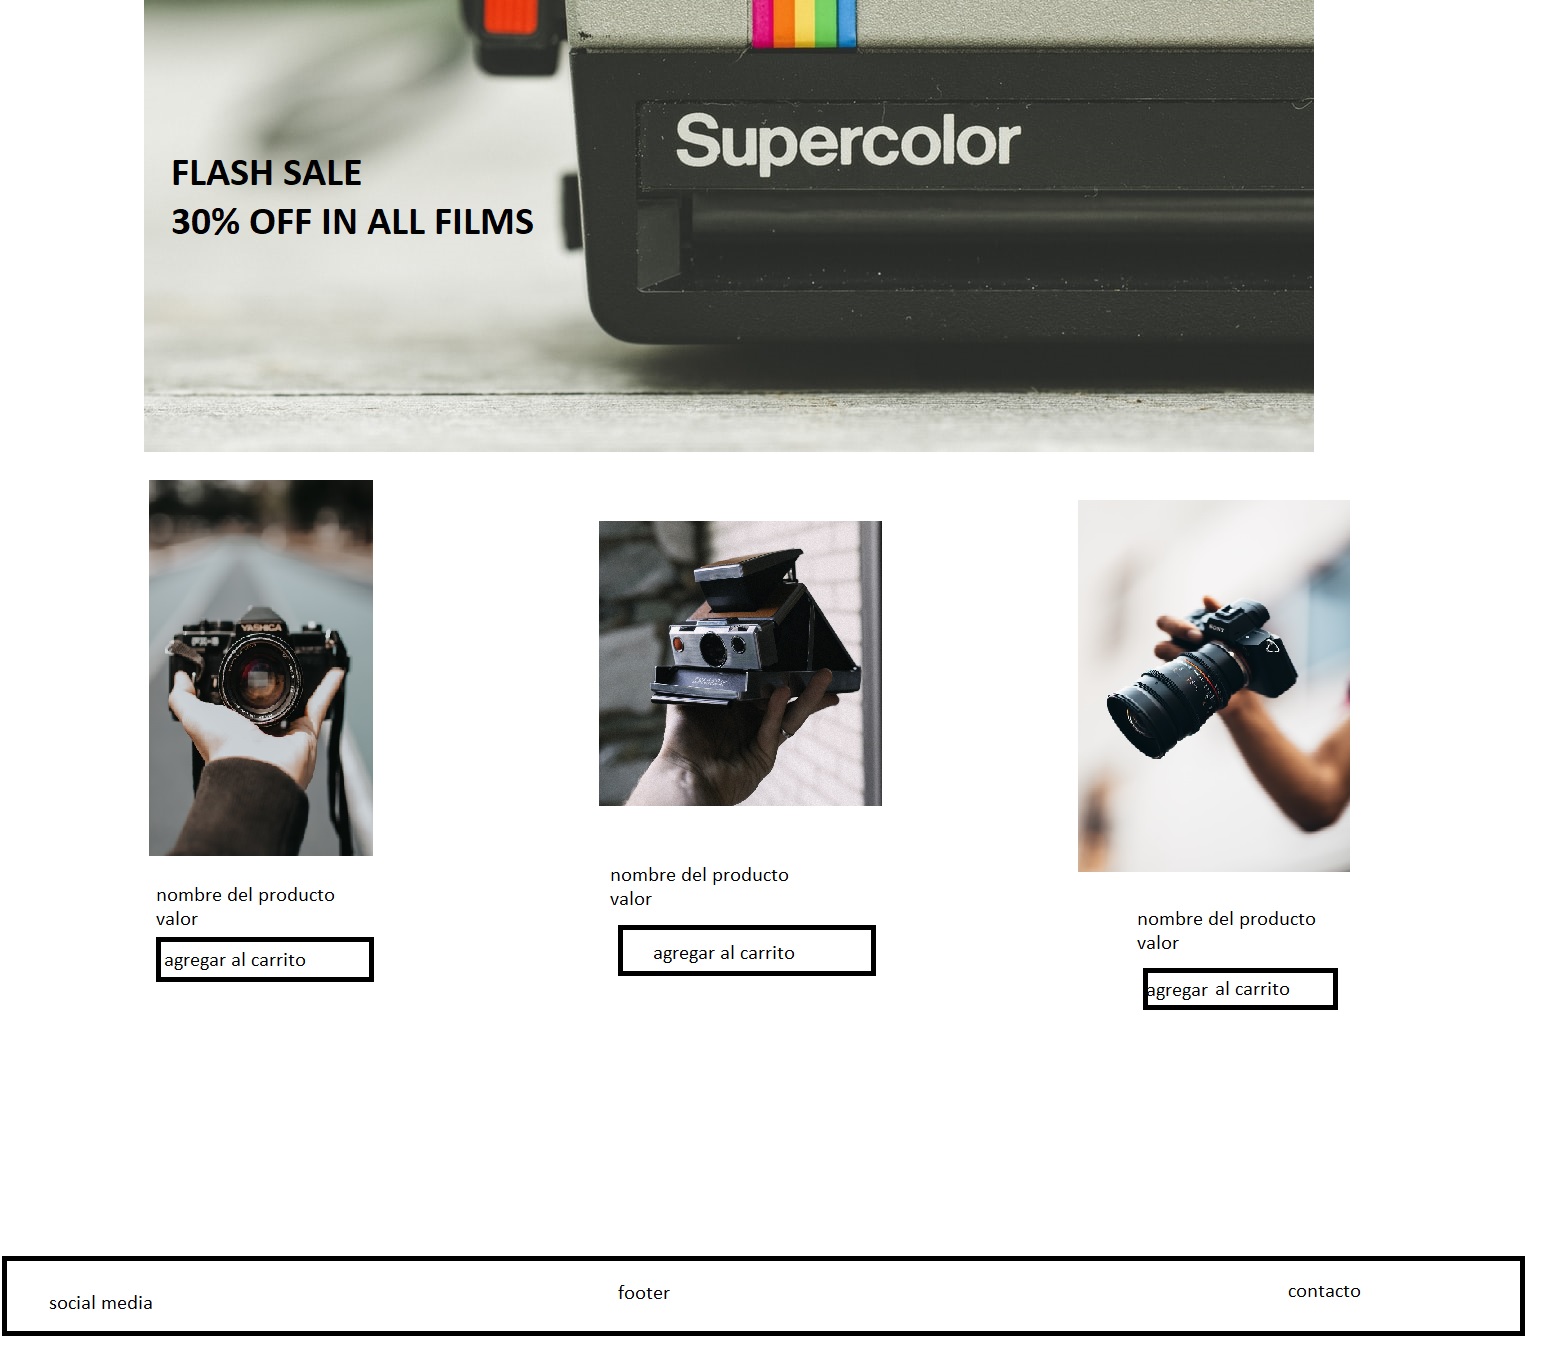 Supercolor
FLASH SALE
30% OFF IN ALL FILMS
YASHICA
SONY
nombre del producto
valor
agregar al carrito
nombre del producto
valor
agregar al carrito
nombre del producto
valor
agregar al carrito
social media
footer
contacto